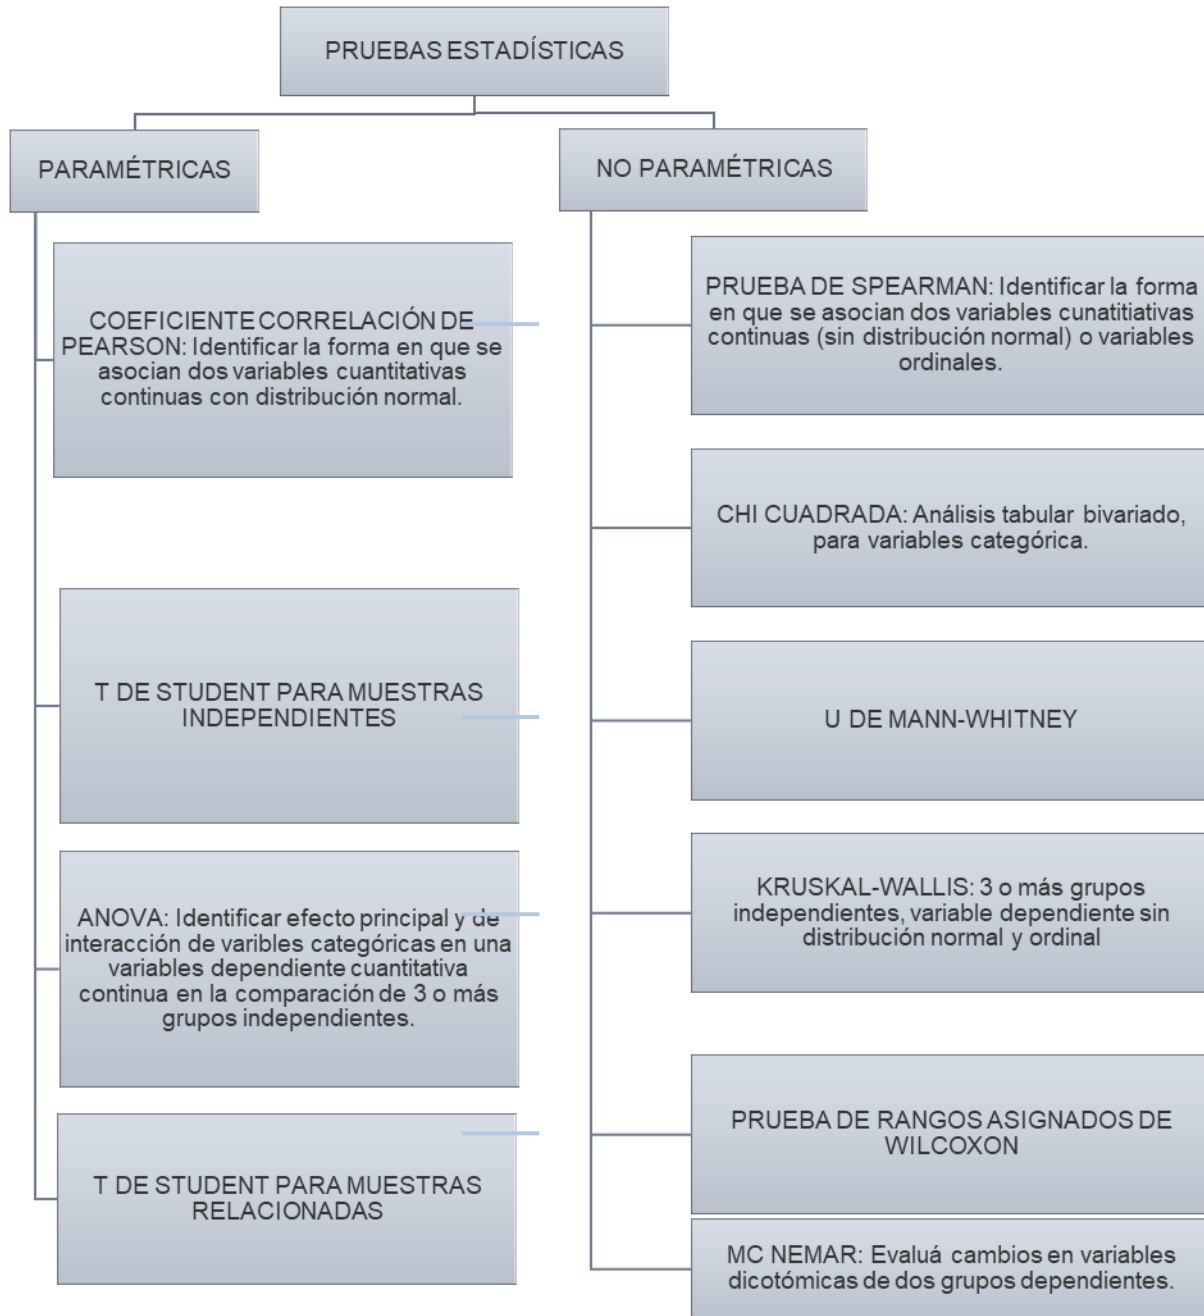 PRUEBAS ESTADÍSTICAS
PARAMÉTRICAS
COEFICIENTE CORRELACIÓN DE
PEARSON: Identificar la forma en que se
asocian dos variables cuantitativas
continuas con distribución normal.
T DE STUDENT PARA MUESTRAS
INDEPENDIENTES
ANOVA: Identificar efecto principal y de
interacción de varibles categóricas en una
variables dependiente cuantitativa
continua en la comparación de 3 o más
grupos independientes.
T DE STUDENT PARA MUESTRAS
RELACIONADAS
NO PARAMÉTRICAS
PRUEBA DE SPEARMAN: Identificar la forma
en que se asocian dos variables cunatitiativas
continuas (sin distribución normal) o variables
ordinales.
CHI CUADRADA: Análisis tabular bivariado,
para variables categórica.
U DE MANN-WHITNEY
KRUSKAL-WALLIS: 3 o más grupos
independientes, variable dependiente sin
distribución normal y ordinal
PRUEBA DE RANGOS ASIGNADOS DE
WILCOXON
MC NEMAR: Evaluá cambios en variables
dicotómicas de dos grupos dependientes.